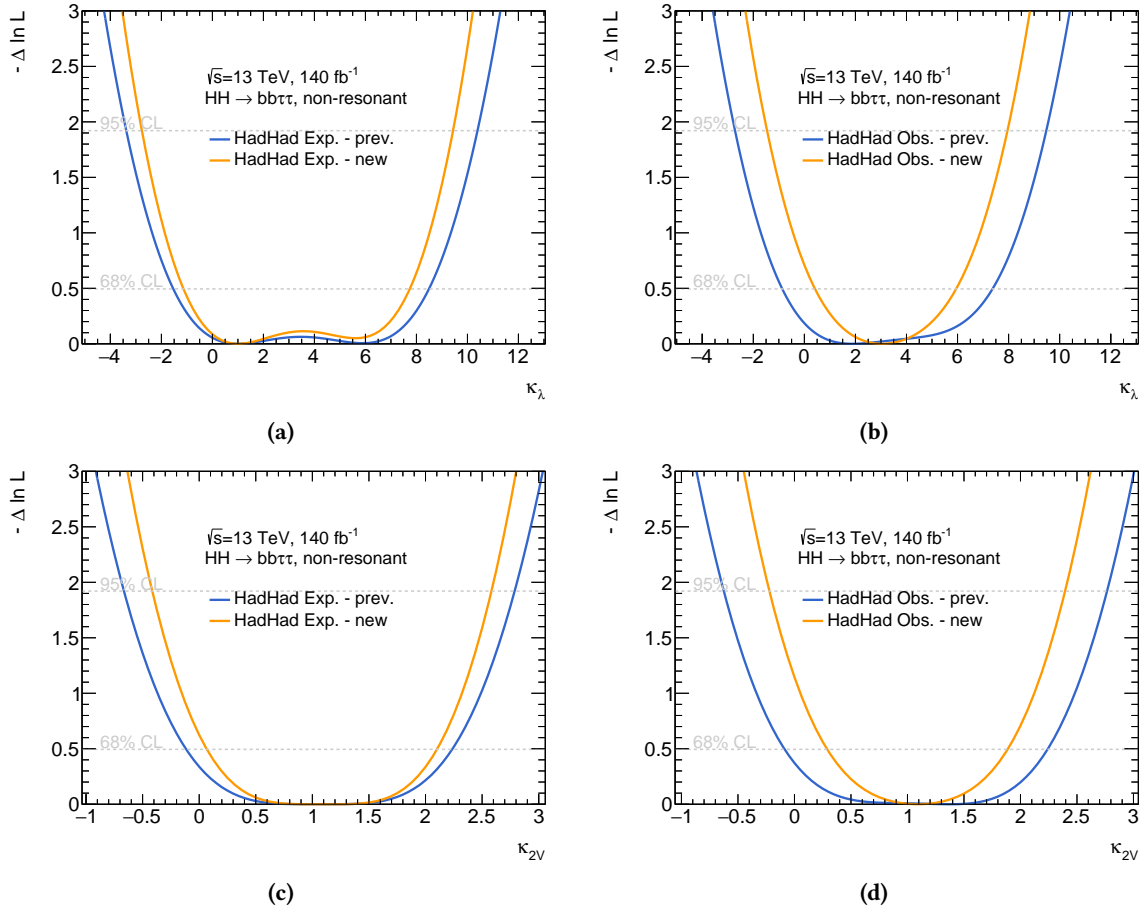 - Δ ln L
3
2.5
2
1.5
1
0.5
0
√s=13 TeV, 140 fb⁻¹
HH → bbττ, non-resonant
95% CL
HadHad Exp. - prev.
HadHad Exp. - new
68% CL
−4 −2 0 2 4 6 8 10 12
κλ
(a)
- Δ ln L
3
2.5
2
1.5
1
0.5
0
√s=13 TeV, 140 fb⁻¹
HH → bbττ, non-resonant
95% CL
HadHad Obs. - prev.
HadHad Obs. - new
68% CL
−4 −2 0 2 4 6 8 10 12
κλ
(b)
- Δ ln L
3
2.5
2
1.5
1
0.5
0
√s=13 TeV, 140 fb⁻¹
HH → bbττ, non-resonant
95% CL
HadHad Exp. - prev.
HadHad Exp. - new
68% CL
−1 −0.5 0 0.5 1 1.5 2 2.5 3
κ2V
(c)
- Δ ln L
3
2.5
2
1.5
1
0.5
0
√s=13 TeV, 140 fb⁻¹
HH → bbττ, non-resonant
95% CL
HadHad Obs. - prev.
HadHad Obs. - new
68% CL
−1 −0.5 0 0.5 1 1.5 2 2.5 3
κ2V
(d)